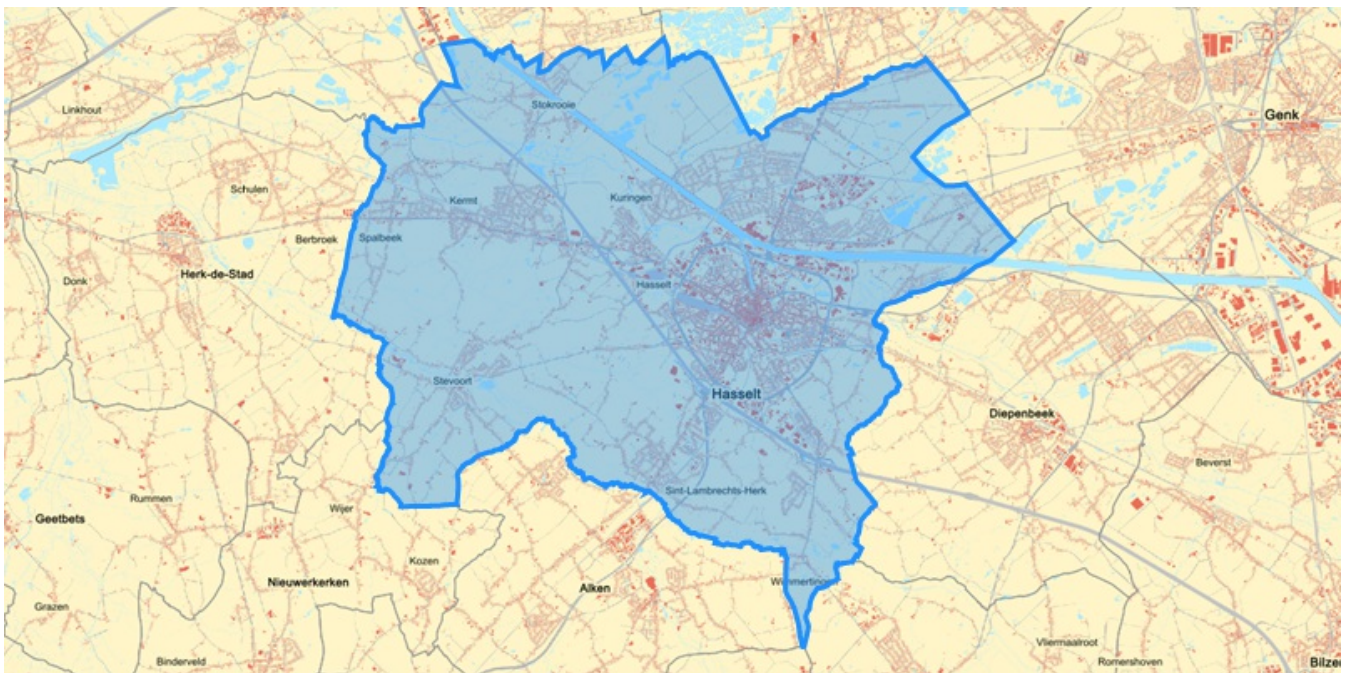 Linkhout
Stokrooie
Genk
Schulen
Kermt
Kuringen
Berbroek
Spalbeek
Herk-de-Stad
Donk
Hasselt
Stevoort
Hasselt
Diepenbeek
Beverst
Rummen
Sint-Lambrechts-Herk
Geetbets
Wijer
Kozen
Nieuwerkerken
Alken
Wimmertingen
Grazen
Vliermaalroot
Binderveld
Romershoven
Bilze